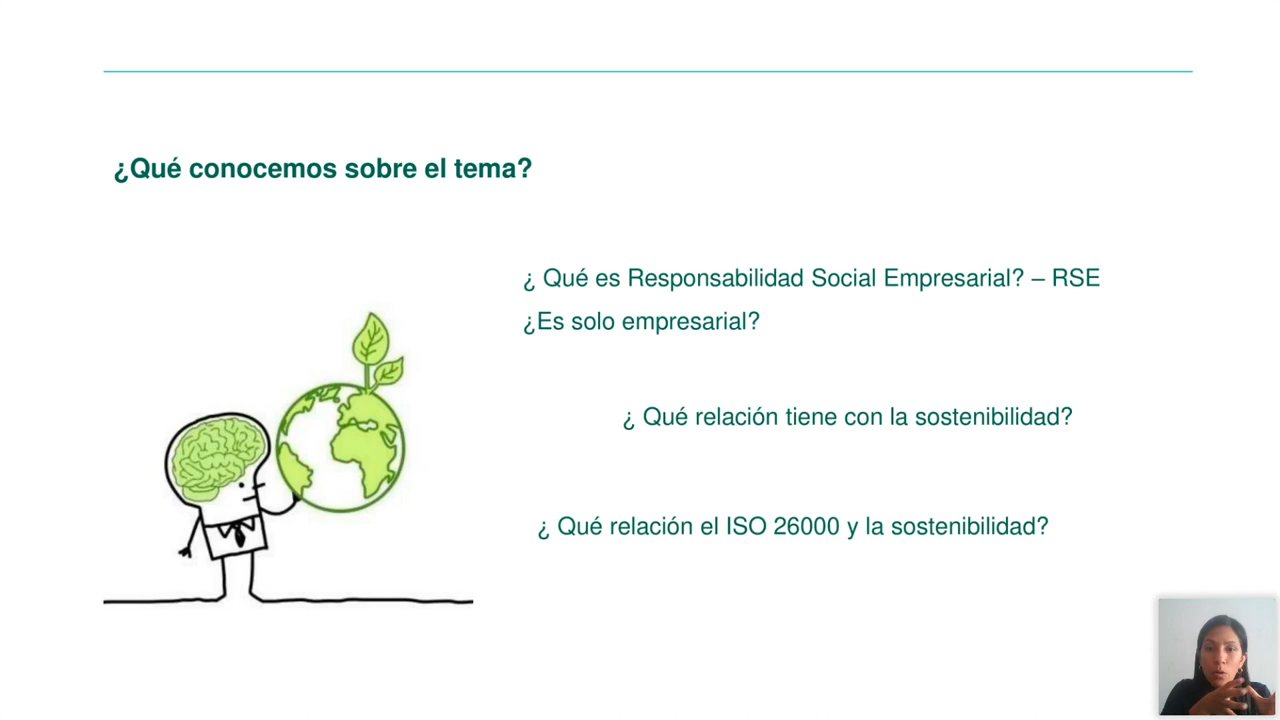 ¿Qué conocemos sobre el tema?
¿ Qué es Responsabilidad Social Empresarial? – RSE
¿Es solo empresarial?
¿ Qué relación tiene con la sostenibilidad?
¿ Qué relación el ISO 26000 y la sostenibilidad?